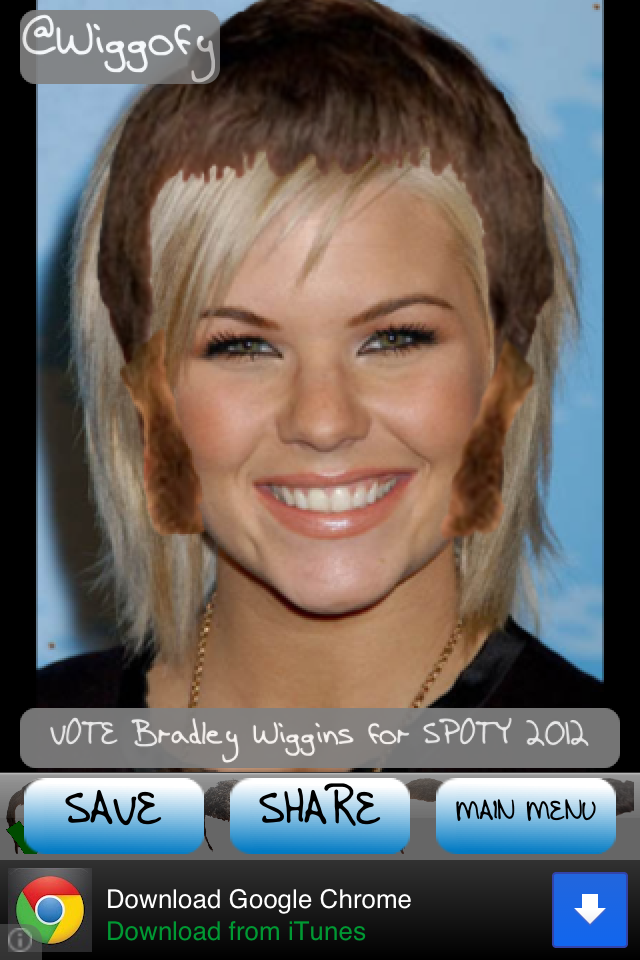 @Wiggofy
VOTE Bradley Wiggins for SPOTY 2012
SAVE
SHARE
MAIN MENU
Download Google Chrome
Download from iTunes